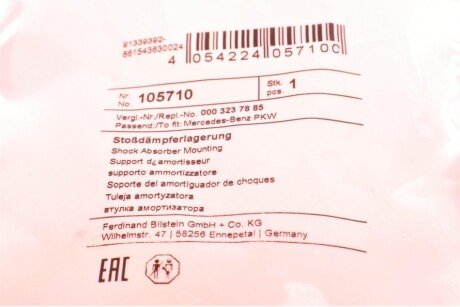 91339392-
661543630024
4 054224 057100
Nr.
No. 105710
Stk.
pcs. 1
Vergl.-Nr./Repl.-No. 000 323 78 85
Passend/To fit: Mercedes-Benz PKW
Stoßdämpferlagerung
Shock Absorber Mounting
Support d¿amortisseur
supporto ammortizzatore
Soporte del amortiguador de choques
Tuleja amortyzatora
втулка амортизатора
Ferdinand Bilstein GmbH + Co. KG
Wilhelmstr. 47 | 58256 Ennepetal | Germany
EAC